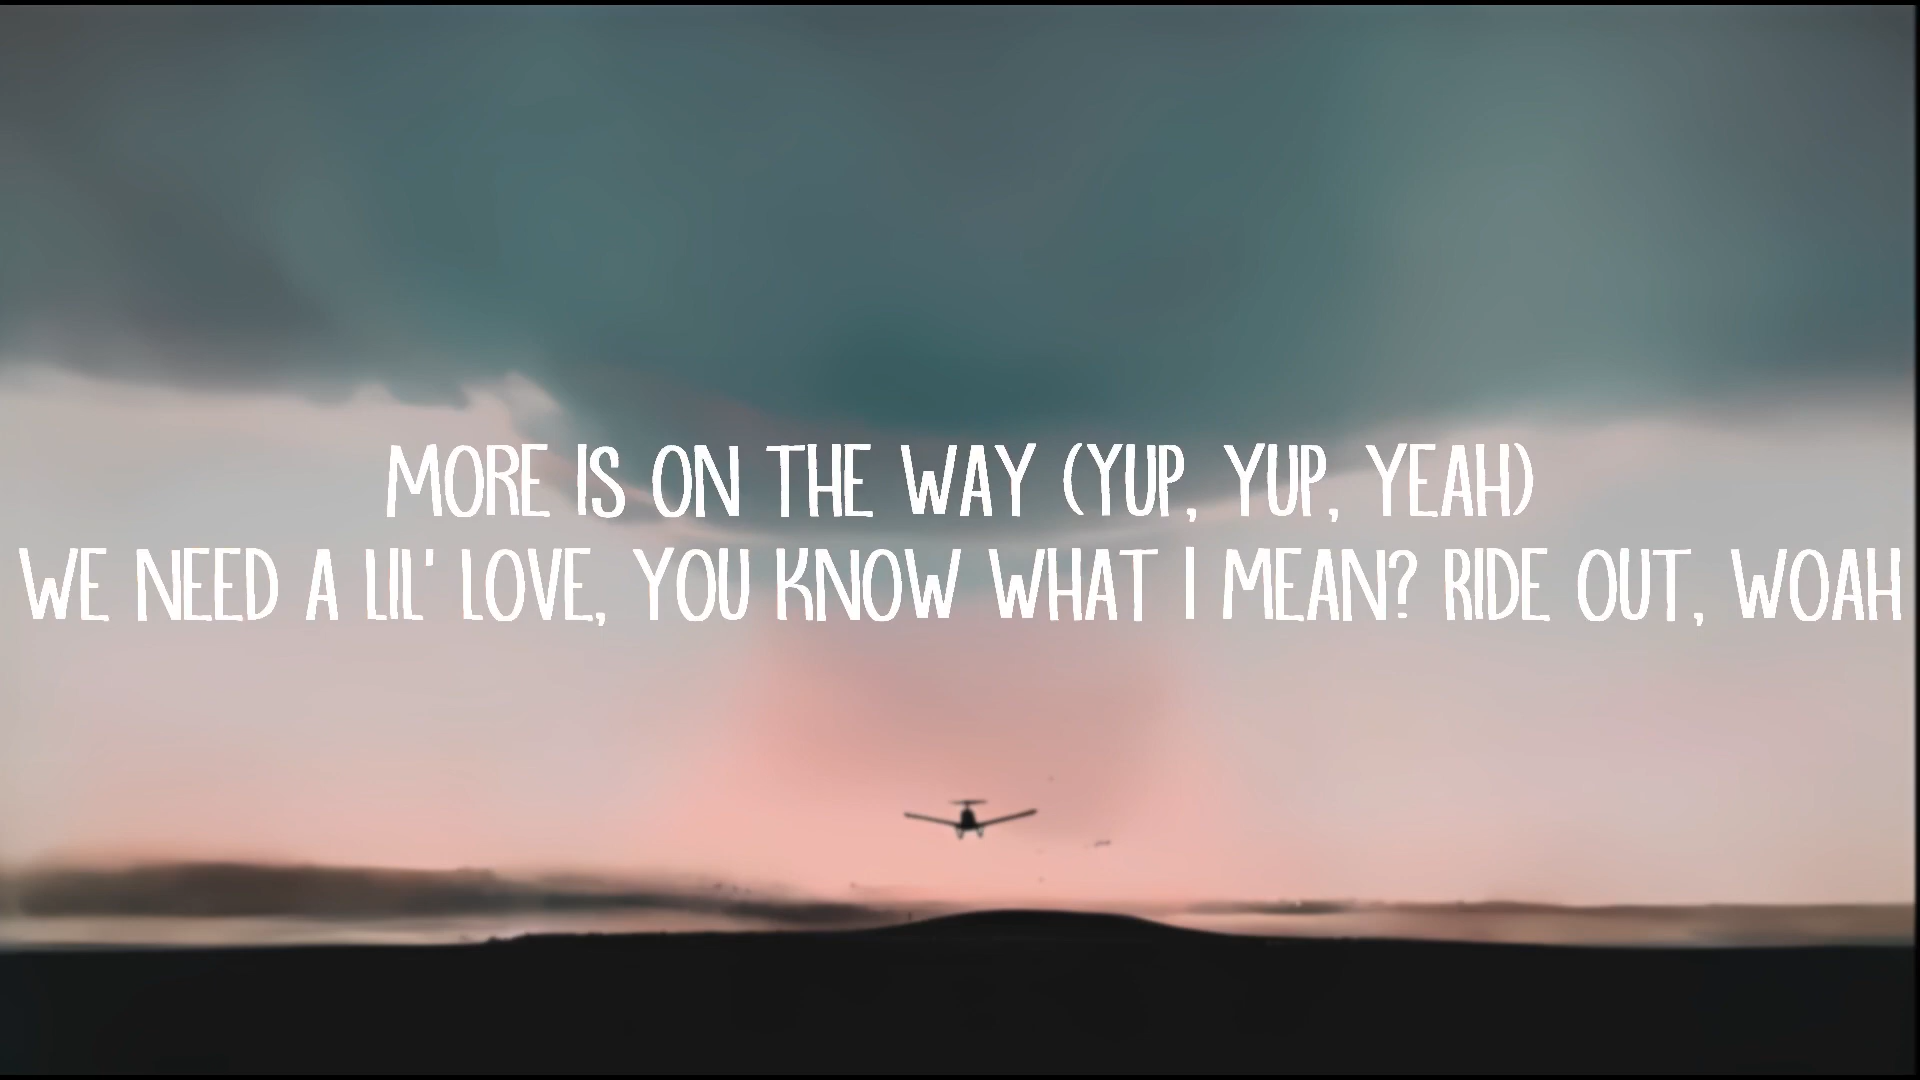 MORE IS ON THE WAY (YUP, YUP, YEAH)
WE NEED A LIL' LOVE, YOU KNOW WHAT I MEAN? RIDE OUT, WOAH